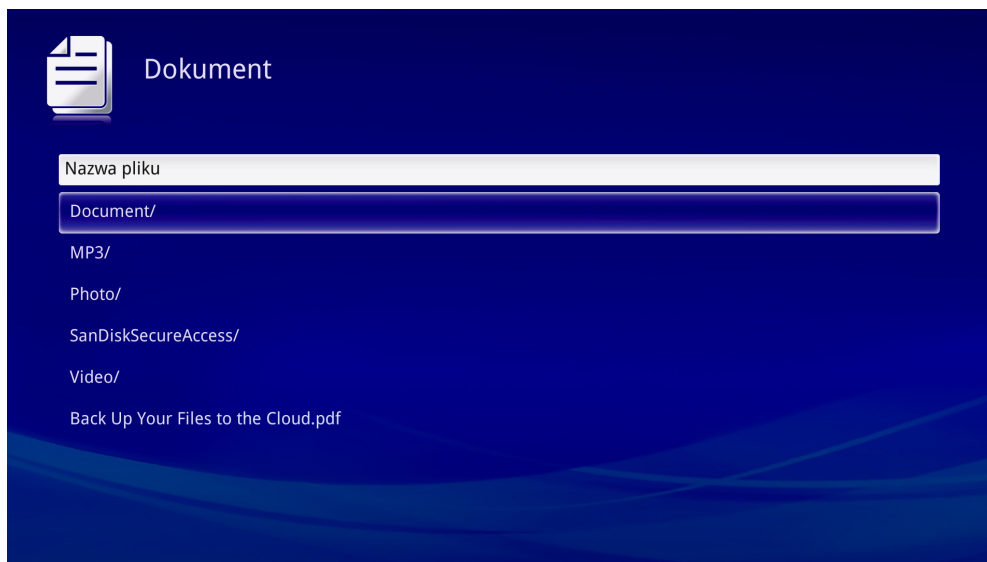 Dokument
Nazwa pliku
Document/
MP3/
Photo/
SanDiskSecureAccess/
Video/
Back Up Your Files to the Cloud.pdf